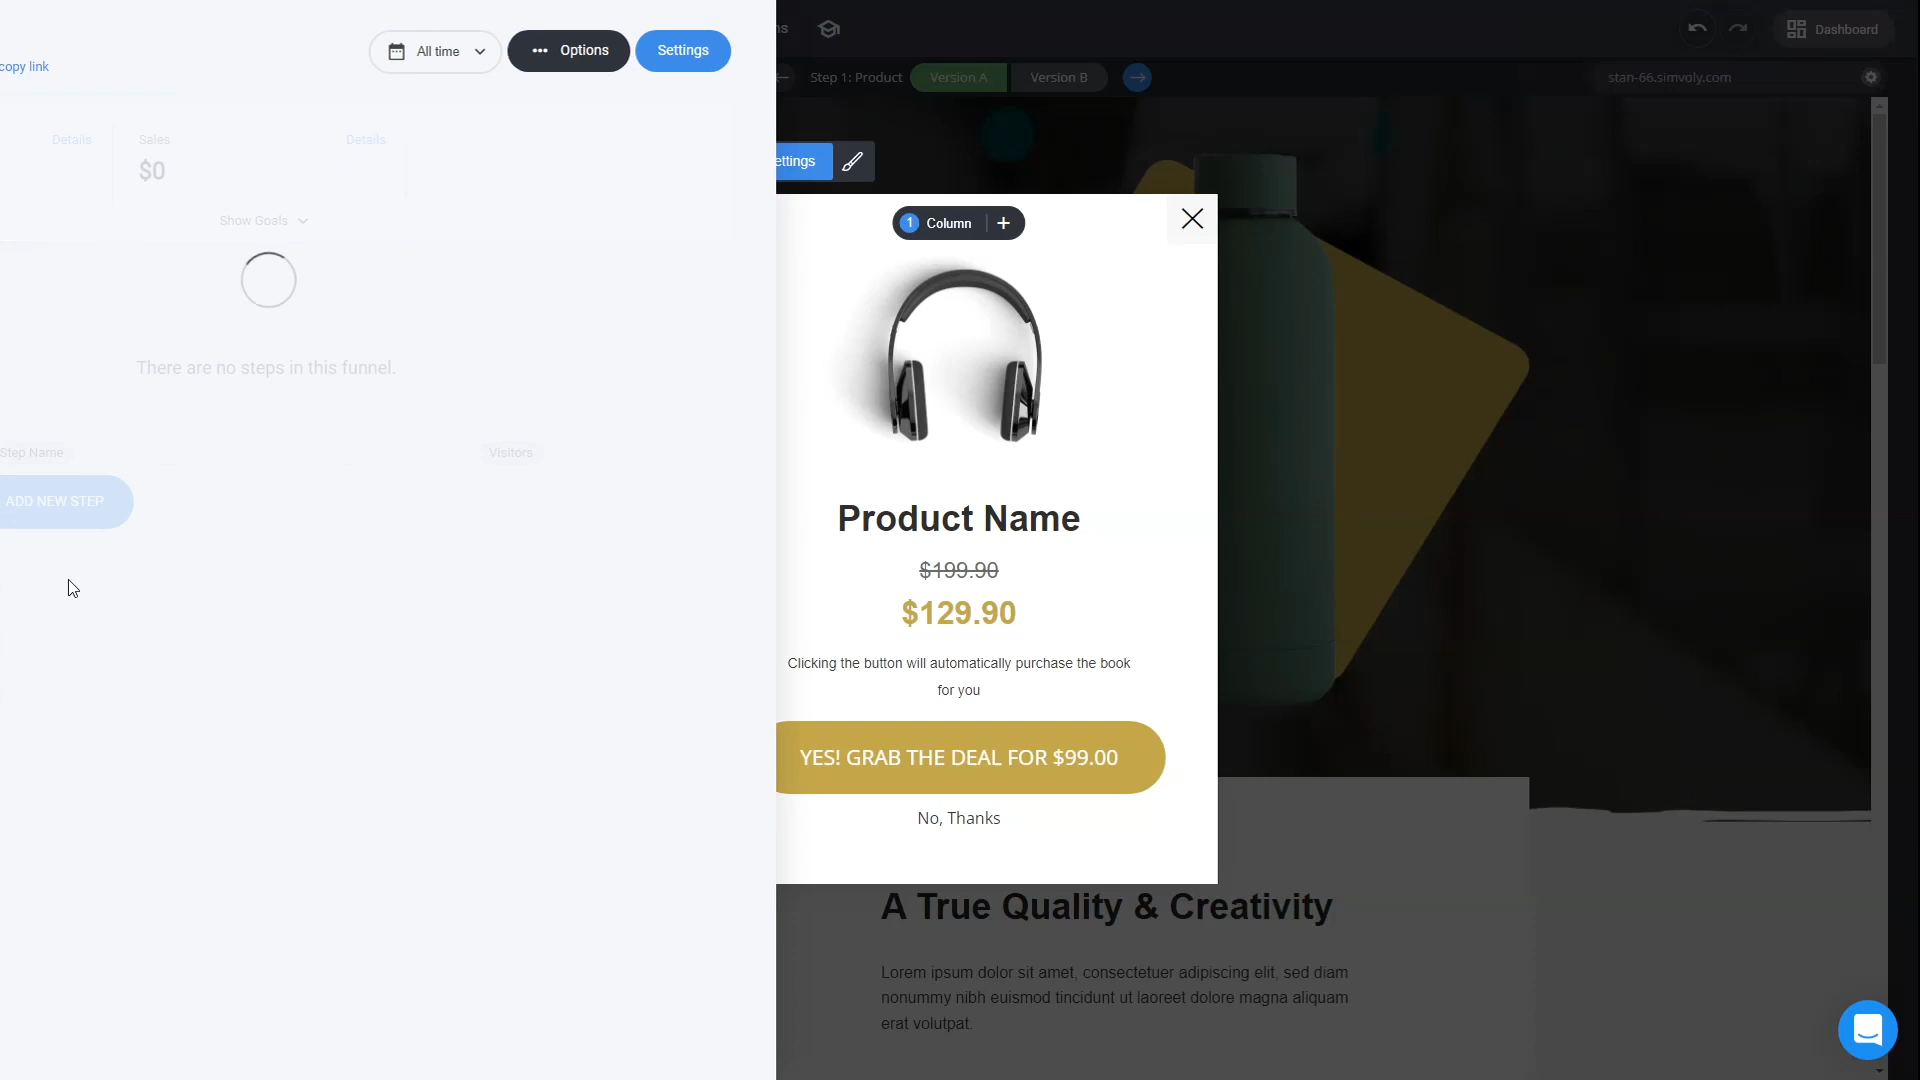 copy link
All time
Options
Settings
Details
Sales
Details
$0
Show Goals
There are no steps in this funnel.
Step Name
Visitors
ADD NEW STEP
Dashboard
Step 1: Product
Version A
Version B
stan-66.simvoly.com
ettings
1 Column
Product Name
$199.90
$129.90
Clicking the button will automatically purchase the book
for you
YES! GRAB THE DEAL FOR $99.00
No, Thanks
A True Quality & Creativity
Lorem ipsum dolor sit amet, consectetuer adipiscing elit, sed diam
nonummy nibh euismod tincidunt ut laoreet dolore magna aliquam
erat volutpat.